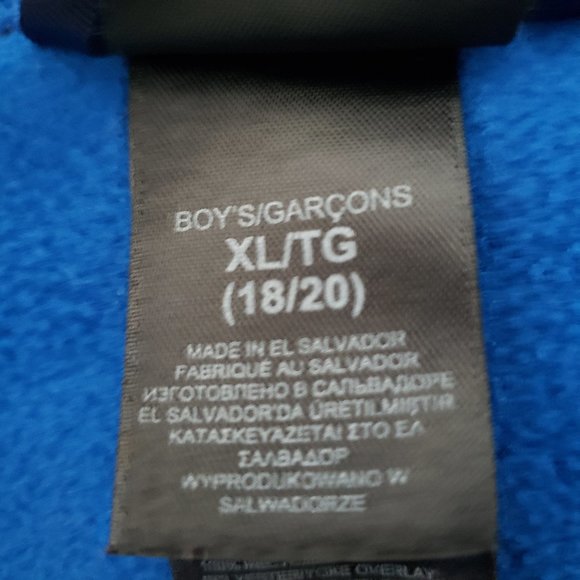 BOY'S/GARÇONS
XL/TG
(18/20)
MADE IN EL SALVADOR
FABRIQUÉ AU SALVADOR
ИЗГОТОВЛЕНО В САЛЬВАДОРЕ
EL SALVADOR'DA ÜRETILMIŞTIR
ΚΑΤΑΣΚΕΥΑΖΕΤΑΙ ΣΤΟ ΕΛ
ΣΑΛΒΑΔΟΡ
WYPRODUKOWANO W
SALWADORZE
OVERLAY